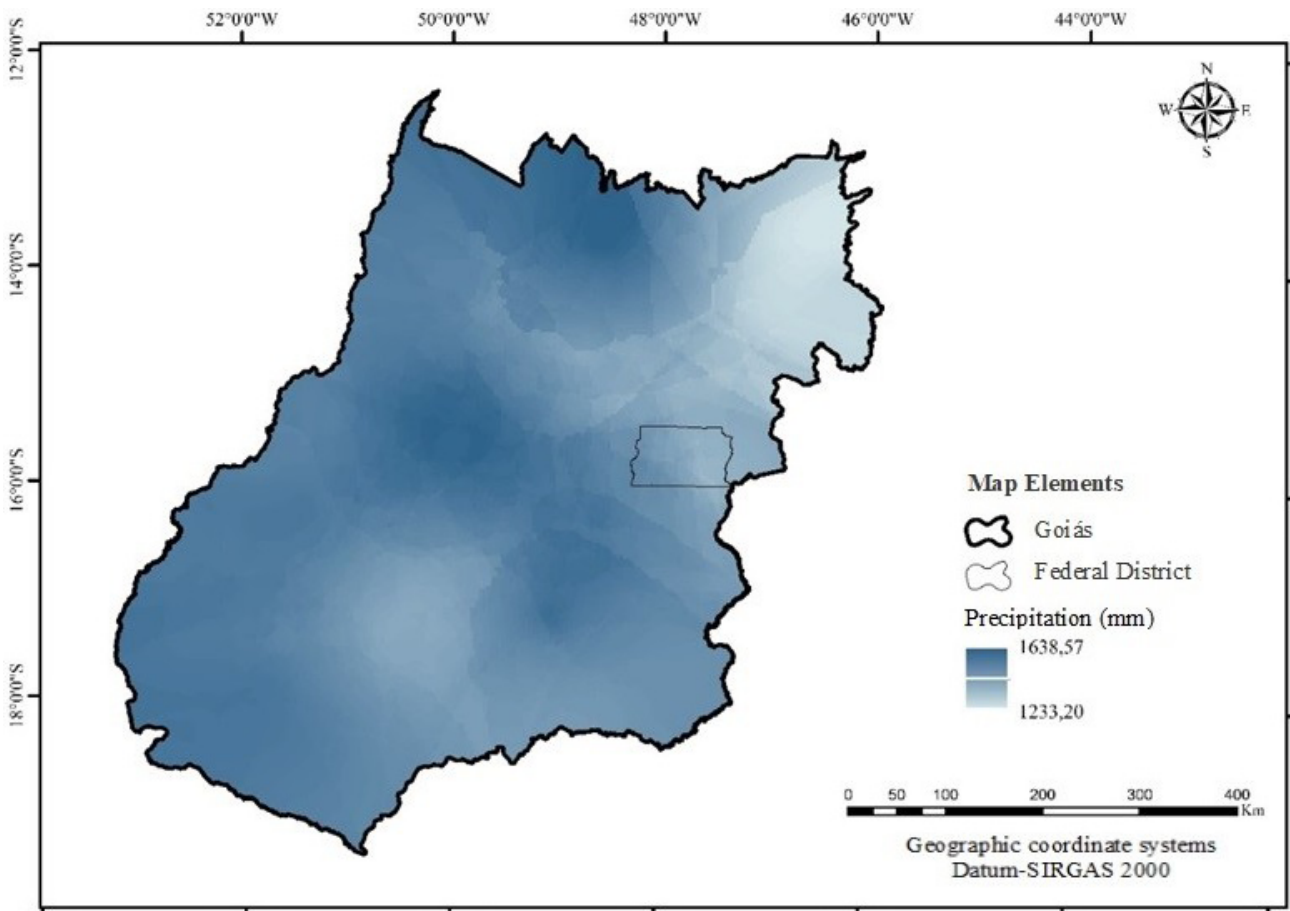 52°0'0"W 50°0'0"W 48°0'0"W 46°0'0"W 44°0'0"W
12°0'0"S
14°0'0"S
16°0'0"S
18°0'0"S
N
W E
S
Map Elements
Goiás
Federal District
Precipitation (mm)
1638,57
1233,20
0 50 100 200 300 400
Km
Geographic coordinate systems
Datum-SIRGAS 2000